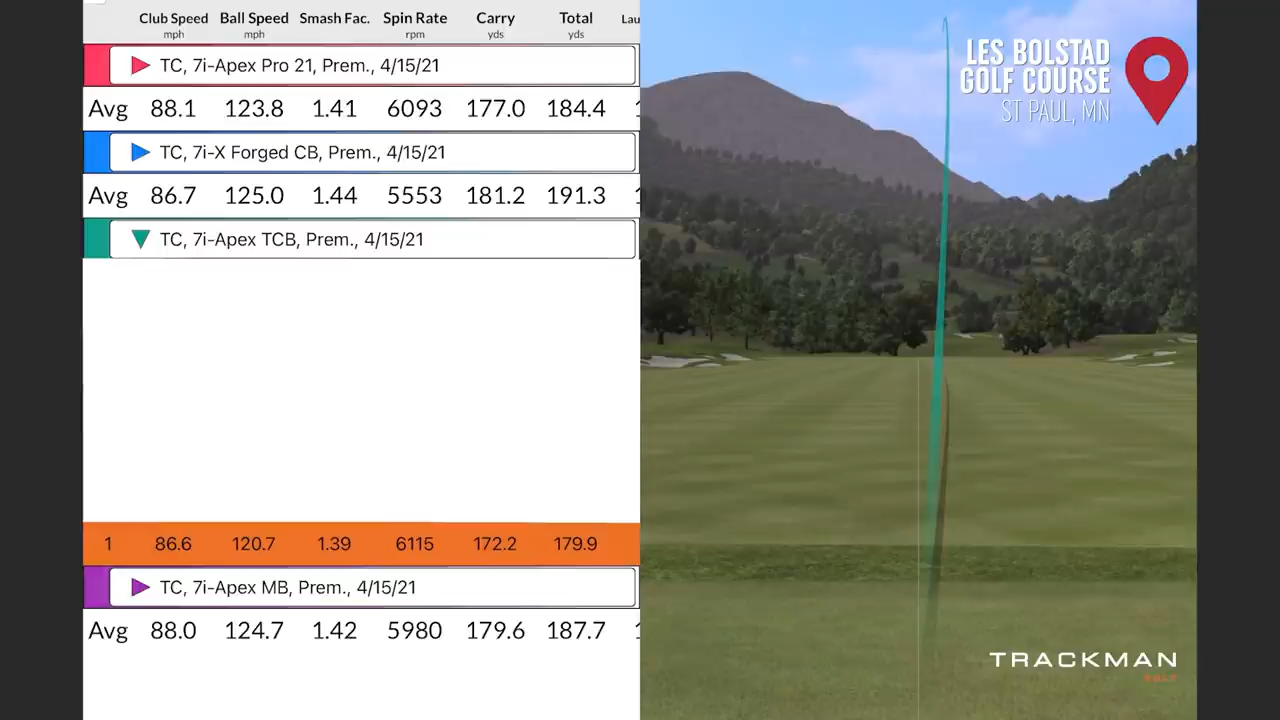 Club Speed Ball Speed Smash Fac. Spin Rate Carry Total
mph mph rpm yds yds
TC, 7i-Apex Pro 21, Prem., 4/15/21
Avg 88.1 123.8 1.41 6093 177.0 184.4
TC, 7i-X Forged CB, Prem., 4/15/21
Avg 86.7 125.0 1.44 5553 181.2 191.3
TC, 7i-Apex TCB, Prem., 4/15/21
1 86.6 120.7 1.39 6115 172.2 179.9
TC, 7i-Apex MB, Prem., 4/15/21
Avg 88.0 124.7 1.42 5980 179.6 187.7
LES BOLSTAD
GOLF COURSE
ST PAUL, MN
TRACKMAN
GOLF